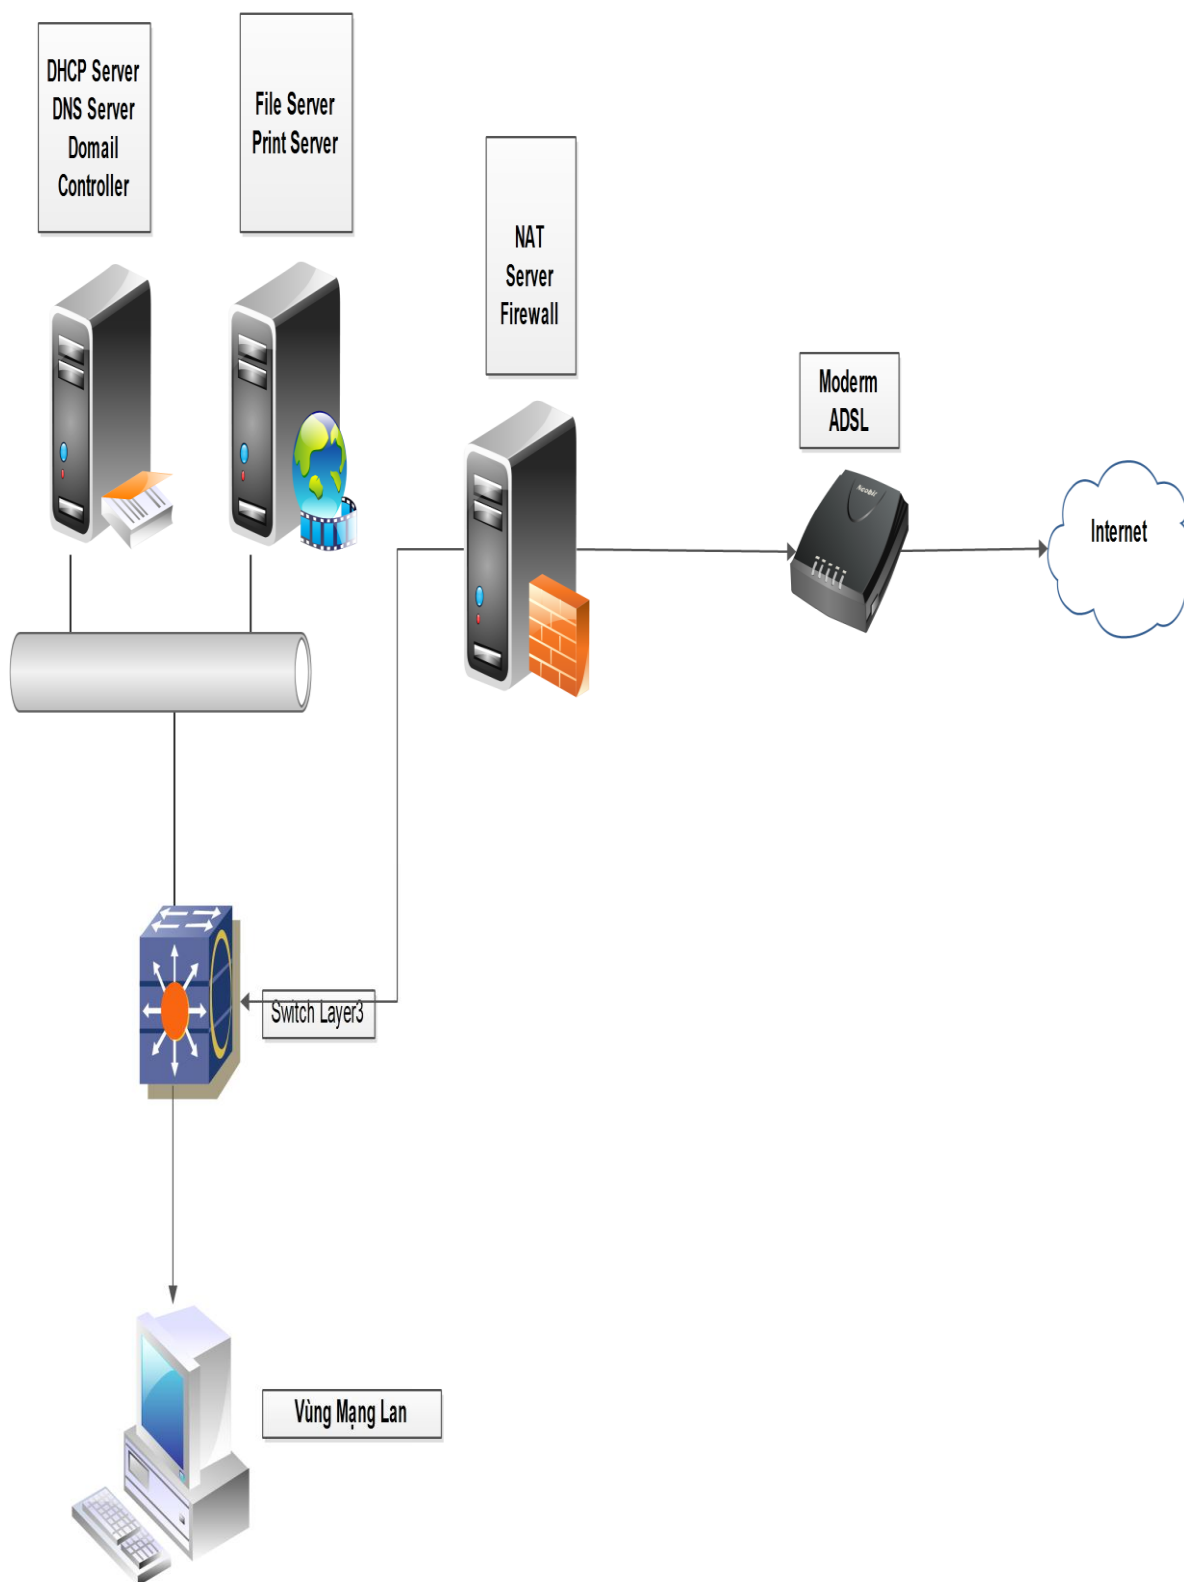 DHCP Server
DNS Server
Domail
Controller
File Server
Print Server
NAT
Server
Firewall
Moderm
ADSL
Internet
Switch Layer3
Vùng Mạng Lan